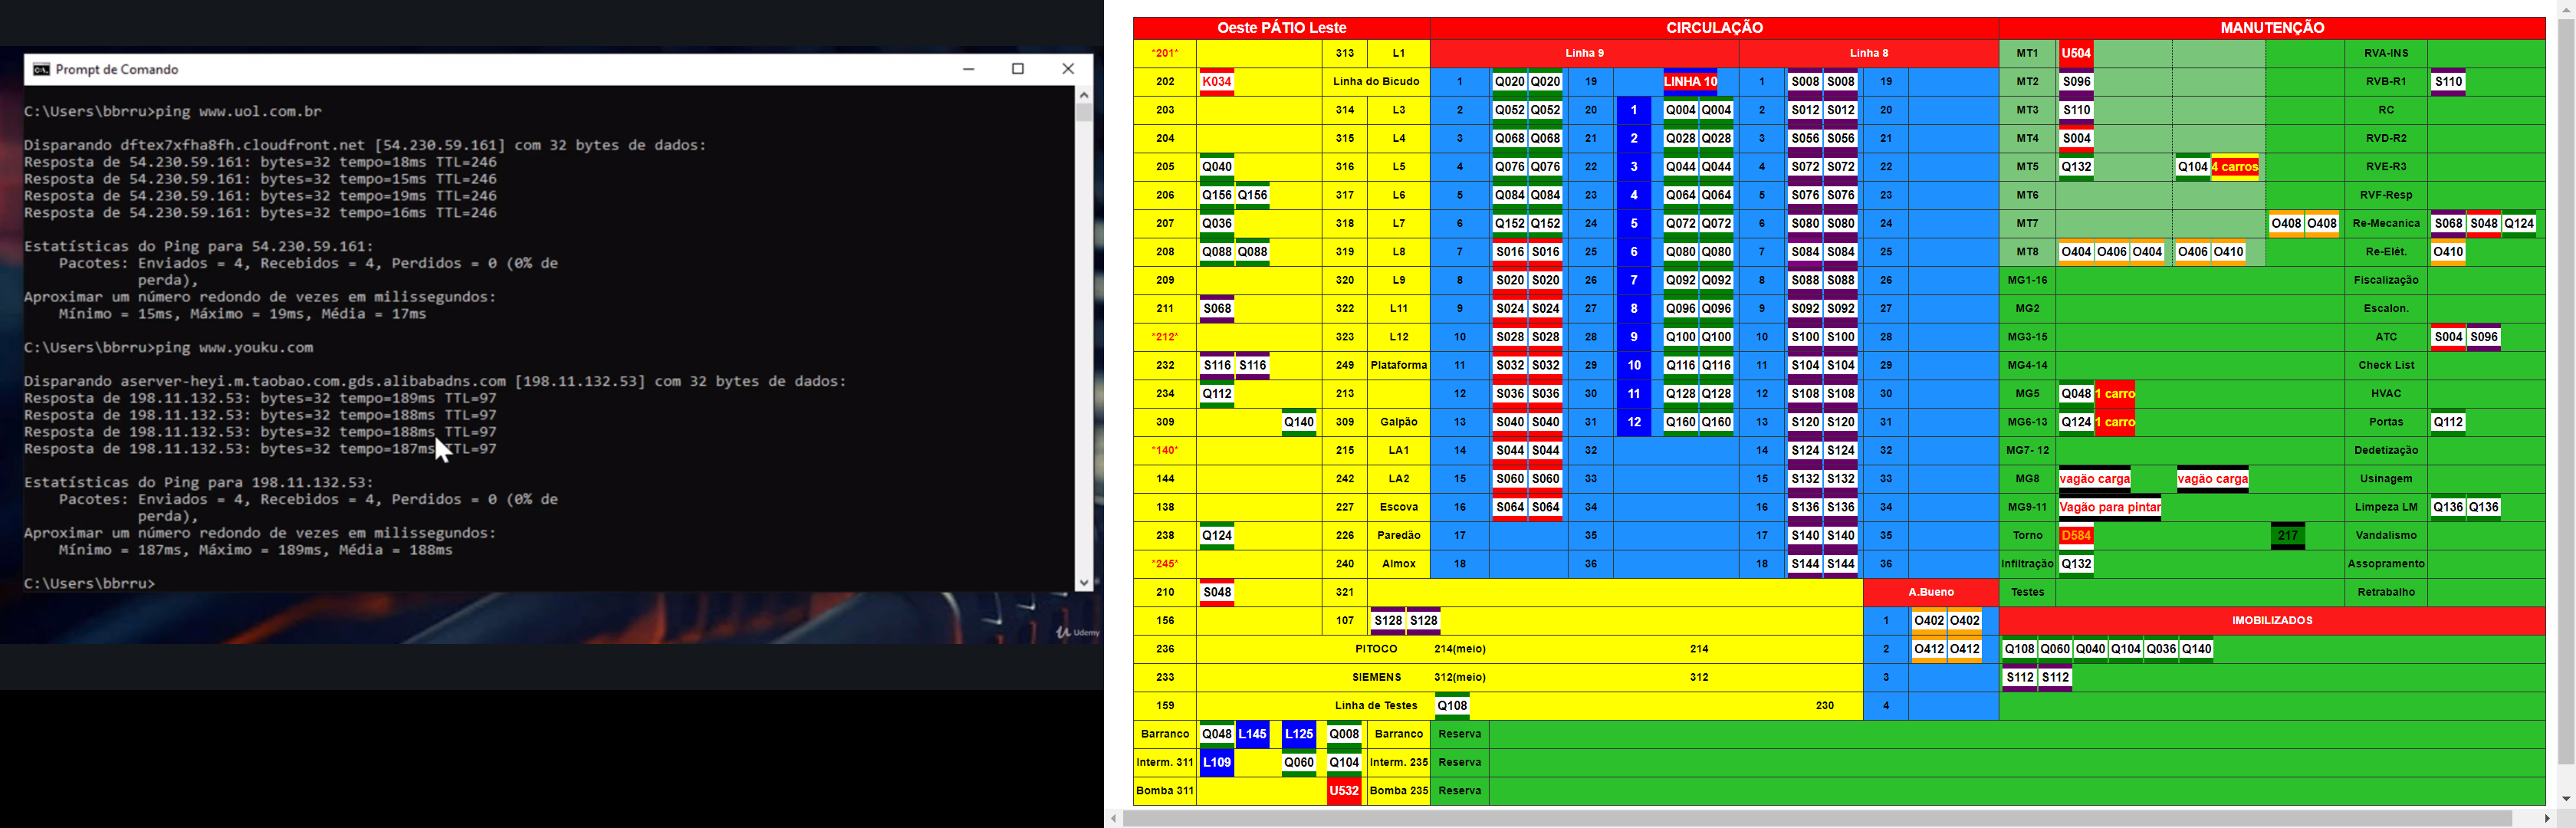 Prompt de Comando
C:\Users\bbrru>ping www.uol.com.br
Disparando dftex7xfha8fh.cloudfront.net [54.230.59.161] com 32 bytes de dados:
Resposta de 54.230.59.161: bytes=32 tempo=18ms TTL=246
Resposta de 54.230.59.161: bytes=32 tempo=15ms TTL=246
Resposta de 54.230.59.161: bytes=32 tempo=19ms TTL=246
Resposta de 54.230.59.161: bytes=32 tempo=16ms TTL=246
Estatísticas do Ping para 54.230.59.161:
Pacotes: Enviados = 4, Recebidos = 4, Perdidos = 0 (0% de
perda),
Aproximar um número redondo de vezes em milissegundos:
Mínimo = 15ms, Máximo = 19ms, Média = 17ms
C:\Users\bbrru>ping www.youku.com
Disparando aserver-heyi.m.taobao.com.gds.alibabadns.com [198.11.132.53] com 32 bytes de dados:
Resposta de 198.11.132.53: bytes=32 tempo=189ms TTL=97
Resposta de 198.11.132.53: bytes=32 tempo=188ms TTL=97
Resposta de 198.11.132.53: bytes=32 tempo=188ms TTL=97
Resposta de 198.11.132.53: bytes=32 tempo=187ms TTL=97
Estatísticas do Ping para 198.11.132.53:
Pacotes: Enviados = 4, Recebidos = 4, Perdidos = 0 (0% de
perda),
Aproximar um número redondo de vezes em milissegundos:
Mínimo = 187ms, Máximo = 189ms, Média = 188ms
C:\Users\bbrru>
Udemy
Oeste PÁTIO Leste CIRCULAÇÃO MANUTENÇÃO
*201* 313 L1 Linha 9 Linha 8 MT1 U504 RVA-INS
202 K034 Linha do Bicudo 1 Q020 Q020 19 LINHA 10 1 S008 S008 19 MT2 S096 RVB-R1 S110
203 314 L3 2 Q052 Q052 20 1 Q004 Q004 2 S012 S012 20 MT3 S110 RC
204 315 L4 3 Q068 Q068 21 2 Q028 Q028 3 S056 S056 21 MT4 S004 RVD-R2
205 Q040 316 L5 4 Q076 Q076 22 3 Q044 Q044 4 S072 S072 22 MT5 Q132 Q104 4 carros RVE-R3
206 Q156 Q156 317 L6 5 Q084 Q084 23 4 Q064 Q064 5 S076 S076 23 MT6 RVF-Resp
207 Q036 318 L7 6 Q152 Q152 24 5 Q072 Q072 6 S080 S080 24 MT7 O408 O408 Re-Mecanica S068 S048 Q124
208 Q088 Q088 319 L8 7 S016 S016 25 6 Q080 Q080 7 S084 S084 25 MT8 O404 O406 O404 O406 O410 Re-Elét. O410
209 320 L9 8 S020 S020 26 7 Q092 Q092 8 S088 S088 26 MG1-16 Fiscalização
211 S068 322 L11 9 S024 S024 27 8 Q096 Q096 9 S092 S092 27 MG2 Escalon.
*212* 323 L12 10 S028 S028 28 9 Q100 Q100 10 S100 S100 28 MG3-15 ATC S004 S096
232 S116 S116 249 Plataforma 11 S032 S032 29 10 Q116 Q116 11 S104 S104 29 MG4-14 Check List
234 Q112 213 12 S036 S036 30 11 Q128 Q128 12 S108 S108 30 MG5 Q048 1 carro HVAC
309 Q140 309 Galpão 13 S040 S040 31 12 Q160 Q160 13 S120 S120 31 MG6-13 Q124 1 carro Portas Q112
*140* 215 LA1 14 S044 S044 32 14 S124 S124 32 MG7- 12 Dedetização
144 242 LA2 15 S060 S060 33 15 S132 S132 33 MG8 vagão carga vagão carga Usinagem
138 227 Escova 16 S064 S064 34 16 S136 S136 34 MG9-11 Vagão para pintar Limpeza LM Q136 Q136
238 Q124 226 Paredão 17 35 17 S140 S140 35 Torno D584 217 Vandalismo
*245* 240 Almox 18 36 18 S144 S144 36 Infiltração Q132 Assopramento
210 S048 321 A.Bueno Testes Retrabalho
156 107 S128 S128 1 O402 O402 IMOBILIZADOS
236 PITOCO 214(meio) 214 2 O412 O412 Q108 Q060 Q040 Q104 Q036 Q140
233 SIEMENS 312(meio) 312 3 S112 S112
159 Linha de Testes Q108 230 4
Barranco Q048 L145 L125 Q008 Barranco Reserva
Interm. 311 L109 Q060 Q104 Interm. 235 Reserva
Bomba 311 U532 Bomba 235 Reserva